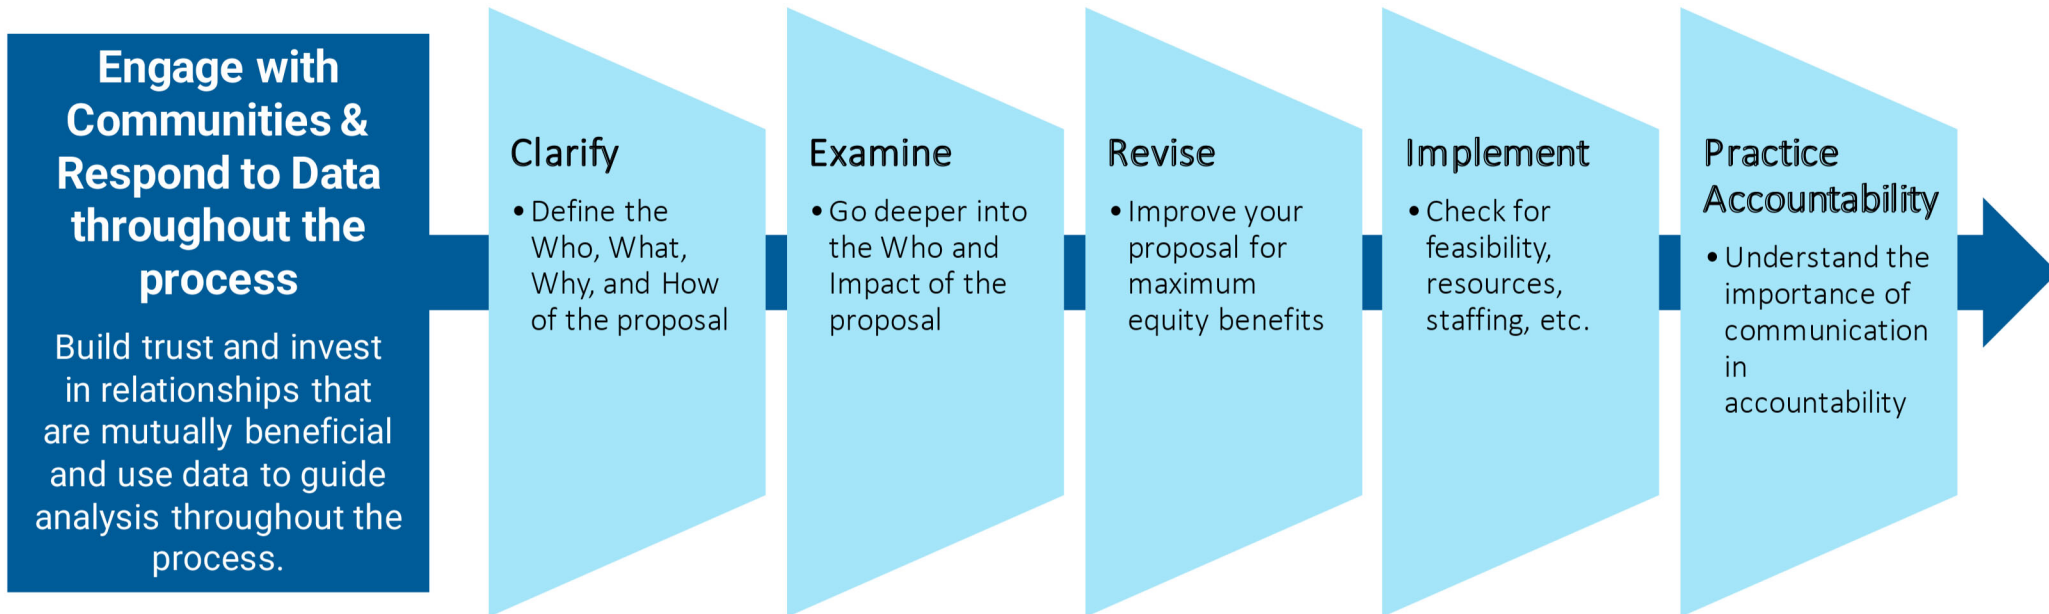 Engage with
Communities &
Respond to Data
throughout the
process
Build trust and invest
in relationships that
are mutually beneficial
and use data to guide
analysis throughout the
process.
Clarify
• Define the
Who, What,
Why, and How
of the proposal
Examine
• Go deeper into
the Who and
Impact of the
proposal
Revise
• Improve your
proposal for
maximum
equity benefits
Implement
• Check for
feasibility,
resources,
staffing, etc.
Practice
Accountability
• Understand the
importance of
communication
in
accountability